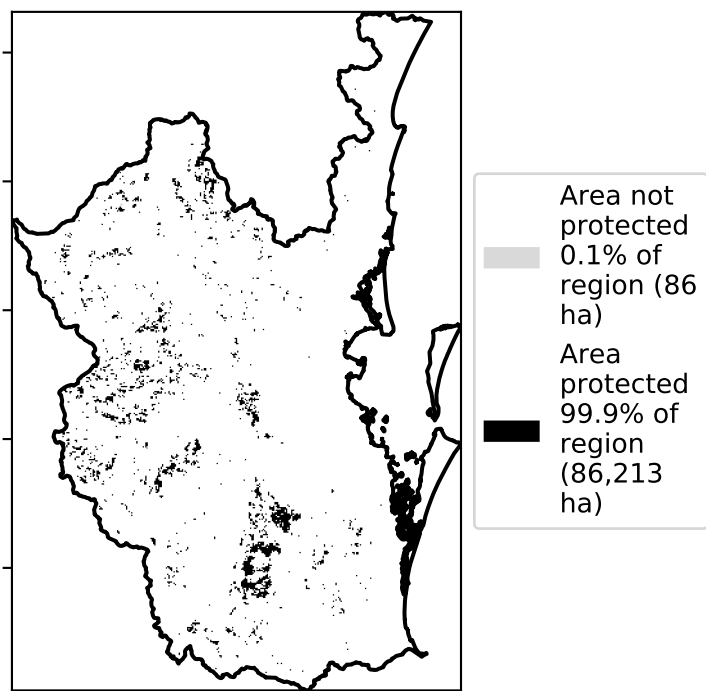 Area not
protected
0.1% of
region (86
ha)
Area
protected
99.9% of
region
(86,213
ha)